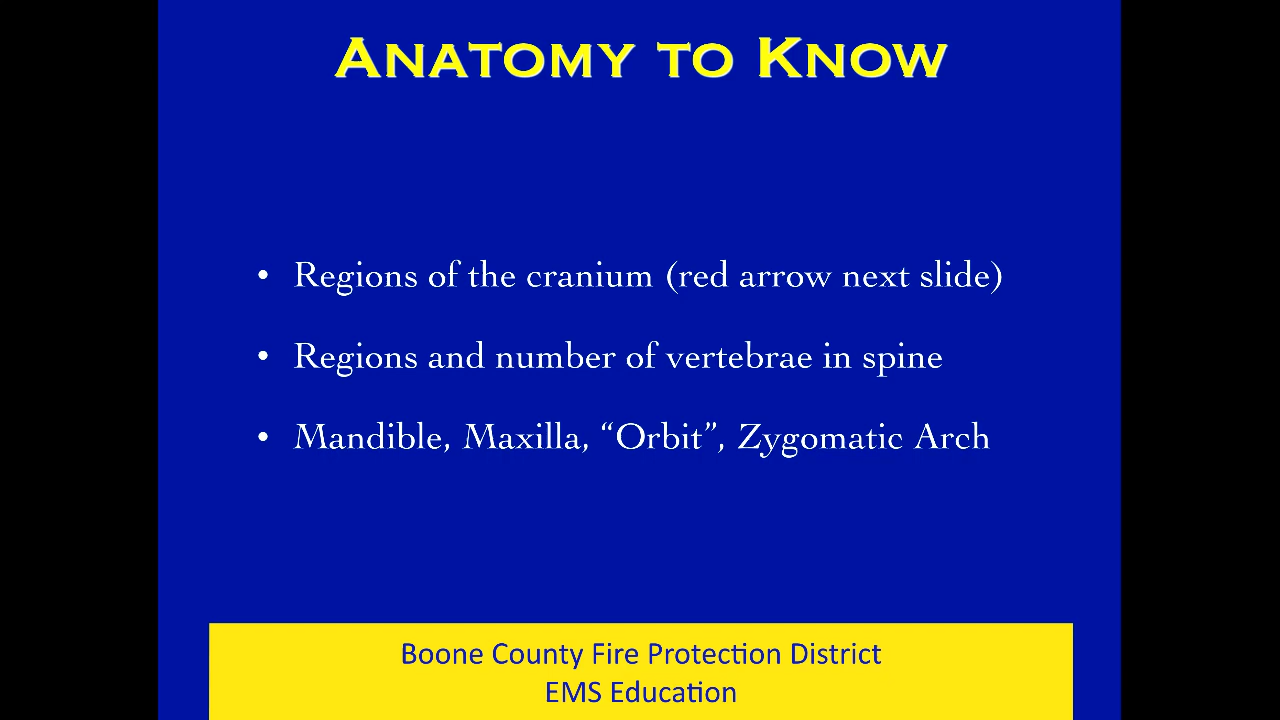 Anatomy to Know
• Regions of the cranium (red arrow next slide)
• Regions and number of vertebrae in spine
• Mandible, Maxilla, “Orbit”, Zygomatic Arch
Boone County Fire Protection District
EMS Education